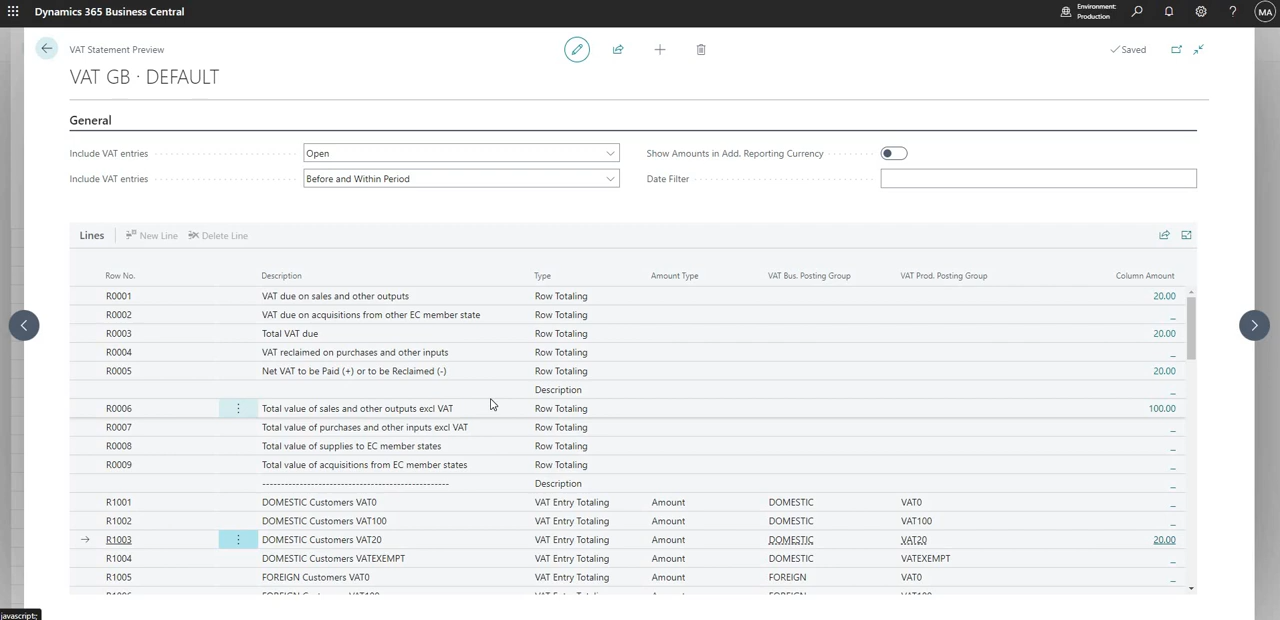 Dynamics 365 Business Central
Environment:
Production
?
MA
VAT Statement Preview
Saved
VAT GB · DEFAULT
General
Include VAT entries Open Show Amounts in Add. Reporting Currency
Include VAT entries Before and Within Period Date Filter
Lines New Line Delete Line
Row No. Description Type Amount Type VAT Bus. Posting Group VAT Prod. Posting Group Column Amount
R0001 VAT due on sales and other outputs Row Totaling 20.00
R0002 VAT due on acquisitions from other EC member state Row Totaling _
R0003 Total VAT due Row Totaling 20.00
R0004 VAT reclaimed on purchases and other inputs Row Totaling _
R0005 Net VAT to be Paid (+) or to be Reclaimed (-) Row Totaling 20.00
Description _
R0006 Total value of sales and other outputs excl VAT Row Totaling 100.00
R0007 Total value of purchases and other inputs excl VAT Row Totaling _
R0008 Total value of supplies to EC member states Row Totaling _
R0009 Total value of acquisitions from EC member states Row Totaling _
-------------------------------------------------- Description _
R1001 DOMESTIC Customers VAT0 VAT Entry Totaling Amount DOMESTIC VAT0 _
R1002 DOMESTIC Customers VAT100 VAT Entry Totaling Amount DOMESTIC VAT100 _
R1003 DOMESTIC Customers VAT20 VAT Entry Totaling Amount DOMESTIC VAT20 20.00
R1004 DOMESTIC Customers VATEXEMPT VAT Entry Totaling Amount DOMESTIC VATEXEMPT _
R1005 FOREIGN Customers VAT0 VAT Entry Totaling Amount FOREIGN VAT0 _
javascript:;